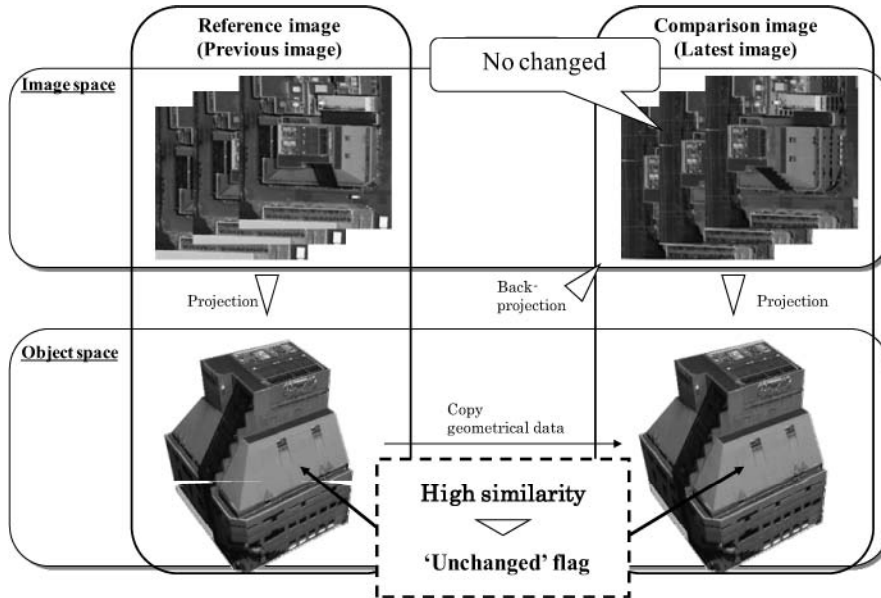 Reference image
(Previous image)
Comparison image
(Latest image)
Image space
No changed
Projection
Back-
projection
Projection
Object space
Copy
geometrical data
High similarity
‘Unchanged’ flag